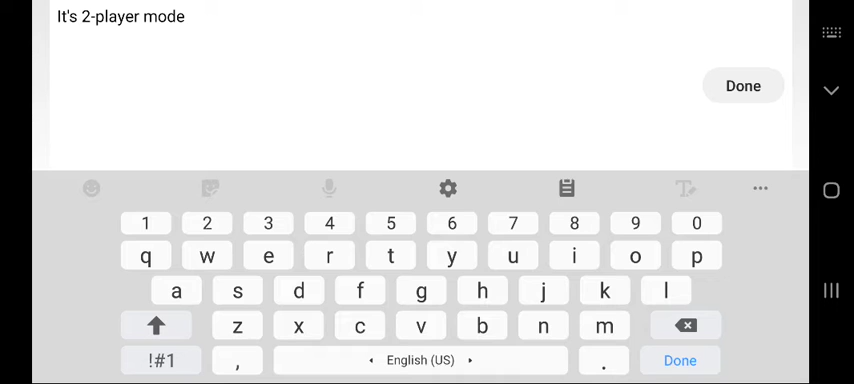 It's 2-player mode
Done
1 2 3 4 5 6 7 8 9 0
q w e r t y u i o p
a s d f g h j k l
z x c v b n m
!#1 , English (US) . Done